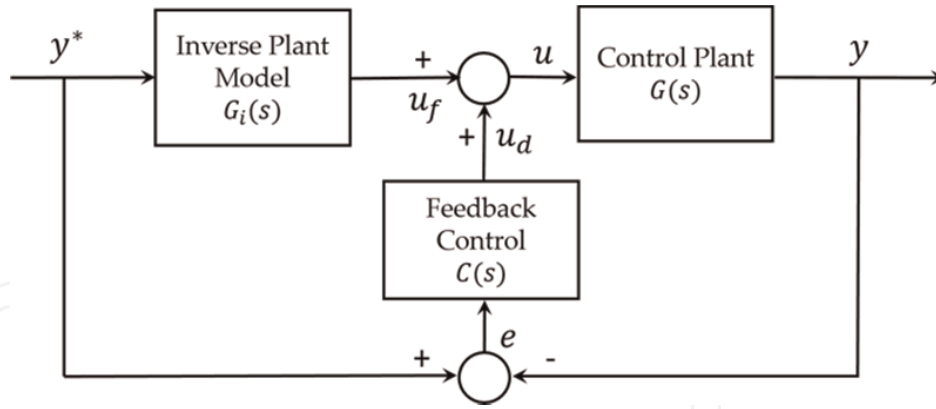 y*
Inverse Plant
Model
G_i(s)
+
u_f
u
Control Plant
G(s)
y
+
u_d
Feedback
Control
C(s)
e
+
-